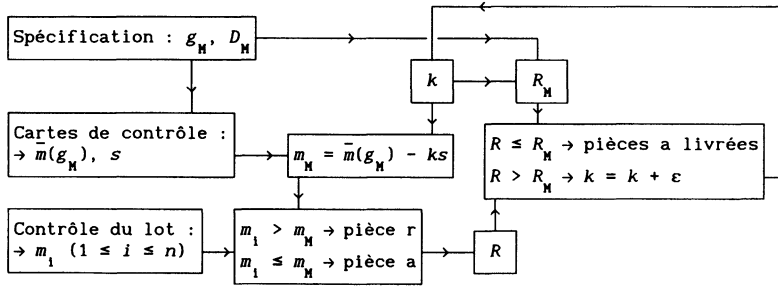 Spécification : g_M, D_M
k
R_M
Cartes de contrôle :
→ m̄(g_M), s
m_M = m̄(g_M) - ks
R ≤ R_M → pièces a livrées
R > R_M → k = k + ε
Contrôle du lot :
→ m_i (1 ≤ i ≤ n)
m_i > m_M → pièce r
m_i ≤ m_M → pièce a
R